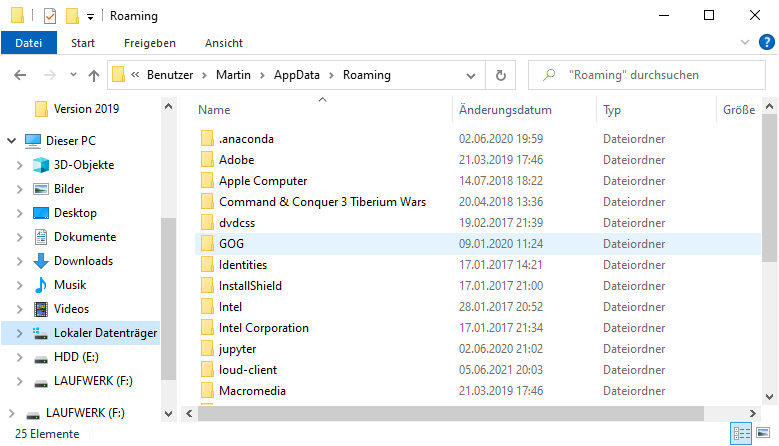 Roaming
Datei Start Freigeben Ansicht
Benutzer Martin AppData Roaming "Roaming" durchsuchen
Version 2019
Dieser PC
3D-Objekte
Bilder
Desktop
Dokumente
Downloads
Musik
Videos
Lokaler Datenträger
HDD (E:)
LAUFWERK (F:)
LAUFWERK (F:)
Name Änderungsdatum Typ Größe
.anaconda 02.06.2020 19:59 Dateiordner
Adobe 21.03.2019 17:46 Dateiordner
Apple Computer 14.07.2018 18:22 Dateiordner
Command & Conquer 3 Tiberium Wars 20.04.2018 13:36 Dateiordner
dvdcss 19.02.2017 21:39 Dateiordner
GOG 09.01.2020 11:24 Dateiordner
Identities 17.01.2017 14:21 Dateiordner
InstallShield 17.01.2017 21:00 Dateiordner
Intel 28.01.2017 20:52 Dateiordner
Intel Corporation 17.01.2017 21:34 Dateiordner
jupyter 02.06.2020 21:02 Dateiordner
loud-client 05.06.2021 20:03 Dateiordner
Macromedia 21.03.2019 17:46 Dateiordner
25 Elemente